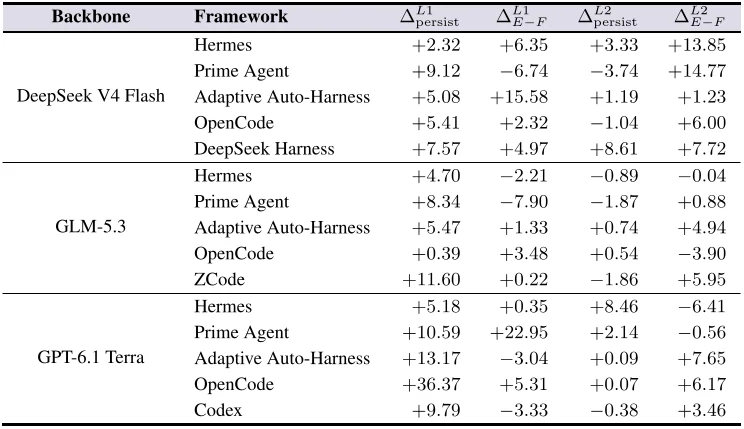 Backbone Framework Δ^{L1}_{persist} Δ^{L1}_{E−F} Δ^{L2}_{persist} Δ^{L2}_{E−F}
DeepSeek V4 Flash
Hermes +2.32 +6.35 +3.33 +13.85
Prime Agent +9.12 −6.74 −3.74 +14.77
Adaptive Auto-Harness +5.08 +15.58 +1.19 +1.23
OpenCode +5.41 +2.32 −1.04 +6.00
DeepSeek Harness +7.57 +4.97 +8.61 +7.72
GLM-5.3
Hermes +4.70 −2.21 −0.89 −0.04
Prime Agent +8.34 −7.90 −1.87 +0.88
Adaptive Auto-Harness +5.47 +1.33 +0.74 +4.94
OpenCode +0.39 +3.48 +0.54 −3.90
ZCode +11.60 +0.22 −1.86 +5.95
GPT-6.1 Terra
Hermes +5.18 +0.35 +8.46 −6.41
Prime Agent +10.59 +22.95 +2.14 −0.56
Adaptive Auto-Harness +13.17 −3.04 +0.09 +7.65
OpenCode +36.37 +5.31 +0.07 +6.17
Codex +9.79 −3.33 −0.38 +3.46